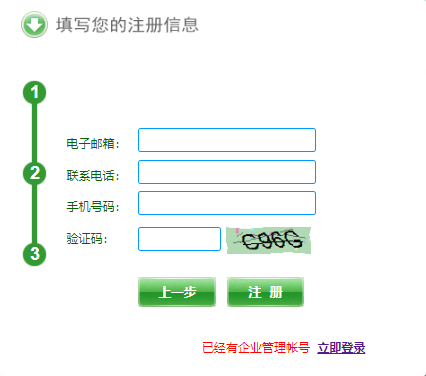 填写您的注册信息
1
电子邮箱：
2
联系电话：
手机号码：
3
验证码： C96G
上一步 注 册
已经有企业管理帐号 立即登录